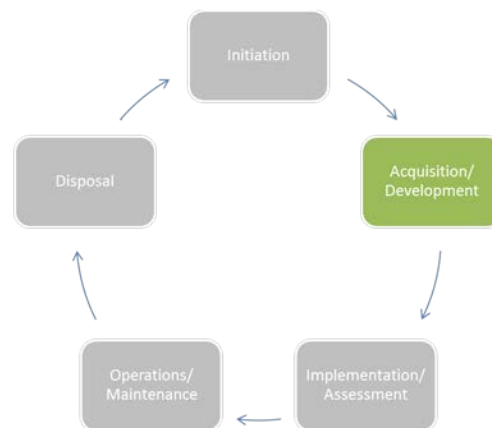 Initiation
Acquisition/
Development
Implementation/
Assessment
Operations/
Maintenance
Disposal